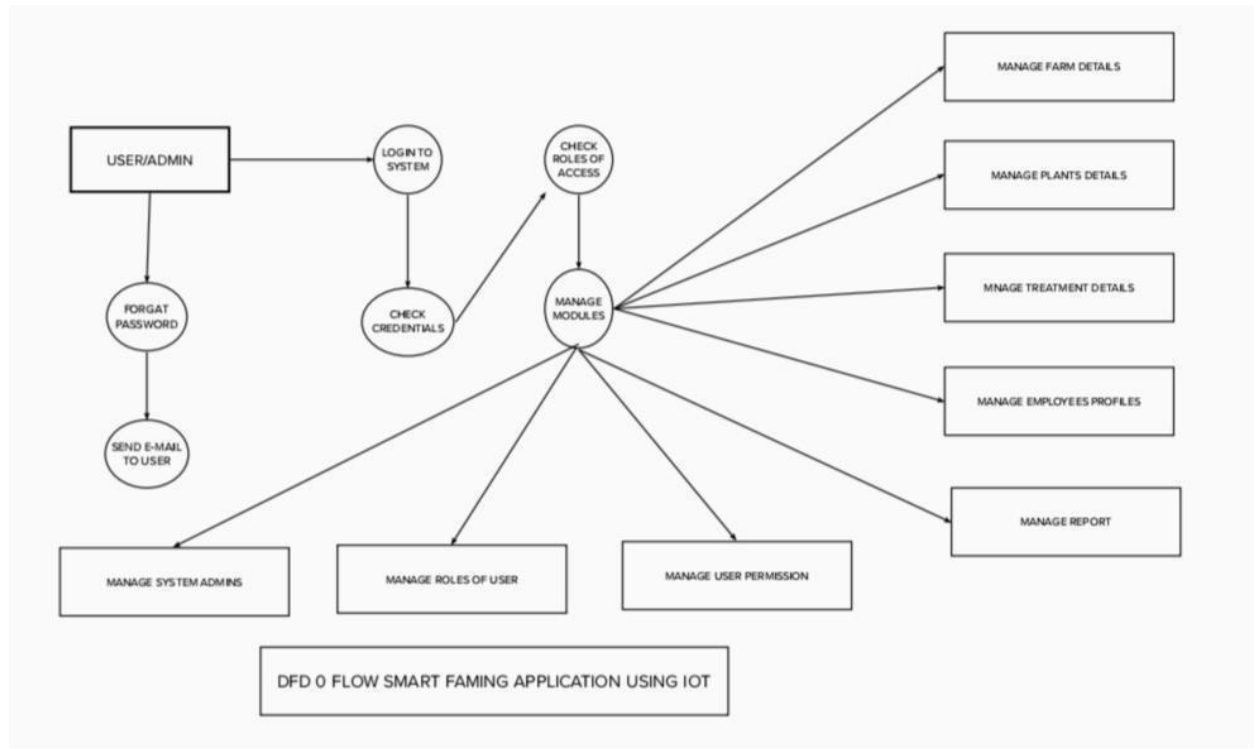 USER/ADMIN
LOGIN TO
SYSTEM
CHECK
ROLES OF
ACCESS
MANAGE FARM DETAILS
MANAGE PLANTS DETAILS
MNAGE TREATMENT DETAILS
MANAGE EMPLOYEES PROFILES
MANAGE REPORT
FORGAT
PASSWORD
CHECK
CREDENTIALS
MANAGE
MODULES
SEND E-MAIL
TO USER
MANAGE SYSTEM ADMINS
MANAGE ROLES OF USER
MANAGE USER PERMISSION
DFD 0 FLOW SMART FAMING APPLICATION USING IOT